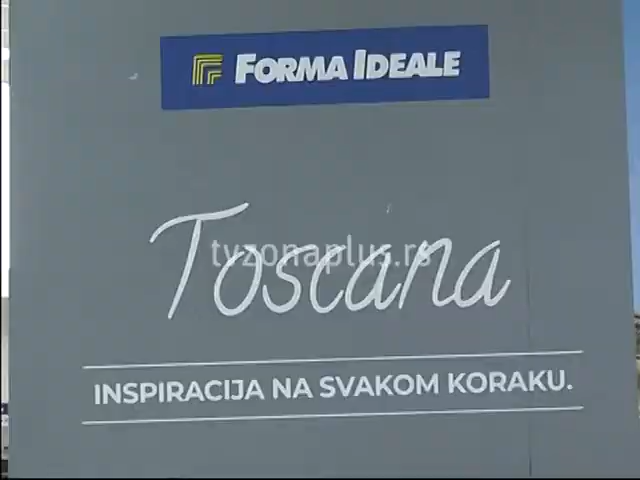 FORMA IDEALE
Toscana
tvzonaplus.rs
INSPIRACIJA NA SVAKOM KORAKU.